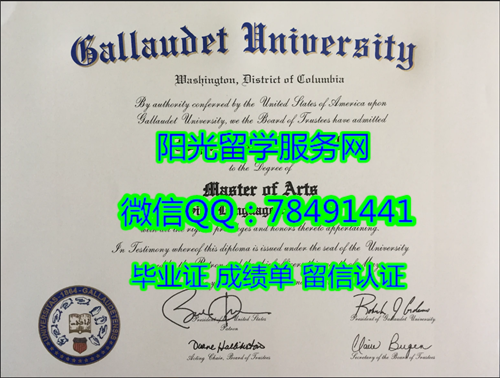 Gallaudet University
Washington, District of Columbia
By authority conferred by the United States of America upon
Gallaudet University, we the Board of Trustees have admitted
阳光留学服务网
to the Degree of
Master of Arts
微信QQ：78491441
Language
privileges and honors thereto appertaining.
In Testimony whereof this diploma is issued under the seal of the University
毕业证 成绩单 留信认证
President United States
Patron
President of Gallaudet University
Acting Chair, Board of Trustees
Secretary of the Board of Trustees